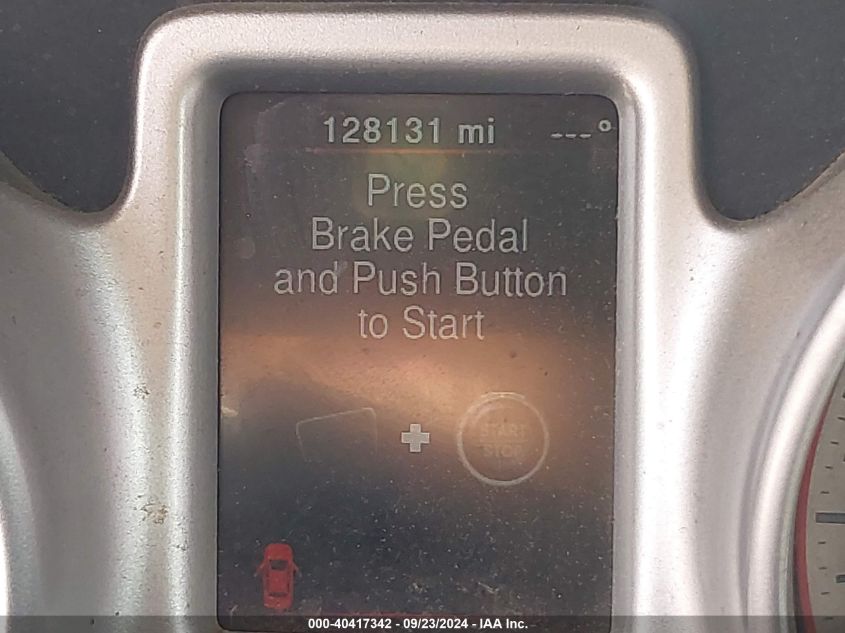 128131 mi ---°
Press
Brake Pedal
and Push Button
to Start
START
STOP
000-40417342 - 09/23/2024 - IAA Inc.